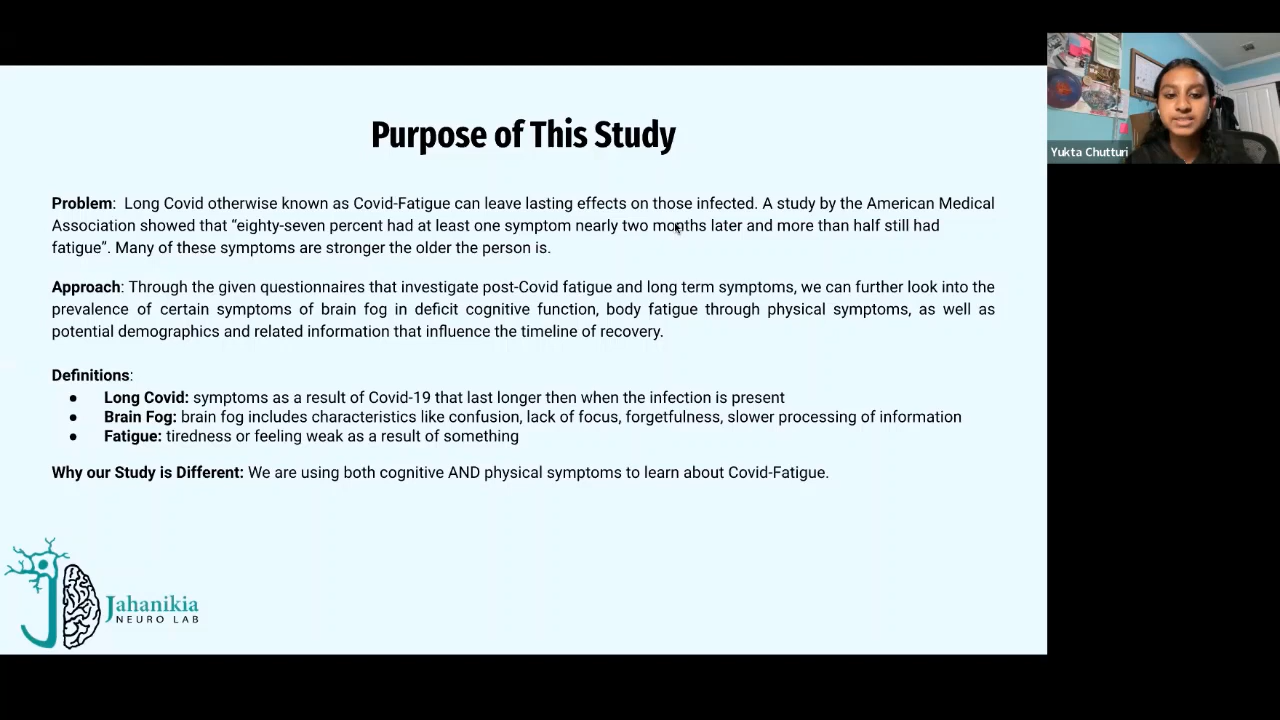 Purpose of This Study
Yukta Chutturi
Problem: Long Covid otherwise known as Covid-Fatigue can leave lasting effects on those infected. A study by the American Medical
Association showed that “eighty-seven percent had at least one symptom nearly two months later and more than half still had
fatigue”. Many of these symptoms are stronger the older the person is.
Approach: Through the given questionnaires that investigate post-Covid fatigue and long term symptoms, we can further look into the
prevalence of certain symptoms of brain fog in deficit cognitive function, body fatigue through physical symptoms, as well as
potential demographics and related information that influence the timeline of recovery.
Definitions:
● Long Covid: symptoms as a result of Covid-19 that last longer then when the infection is present
● Brain Fog: brain fog includes characteristics like confusion, lack of focus, forgetfulness, slower processing of information
● Fatigue: tiredness or feeling weak as a result of something
Why our Study is Different: We are using both cognitive AND physical symptoms to learn about Covid-Fatigue.
Jahanikia
NEURO LAB